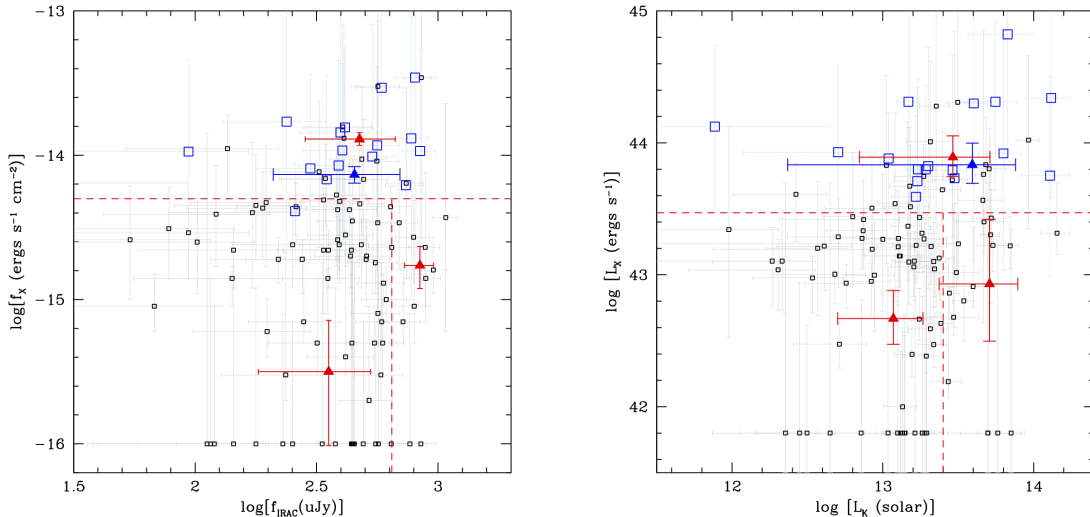 −13
−14
−15
−16
1.5 2 2.5 3
log[f_X (ergs s⁻¹ cm⁻²)]
log[f_IRAC(uJy)]
45
44
43
42
12 13 14
log [L_X (ergs s⁻¹)]
log [L_K (solar)]